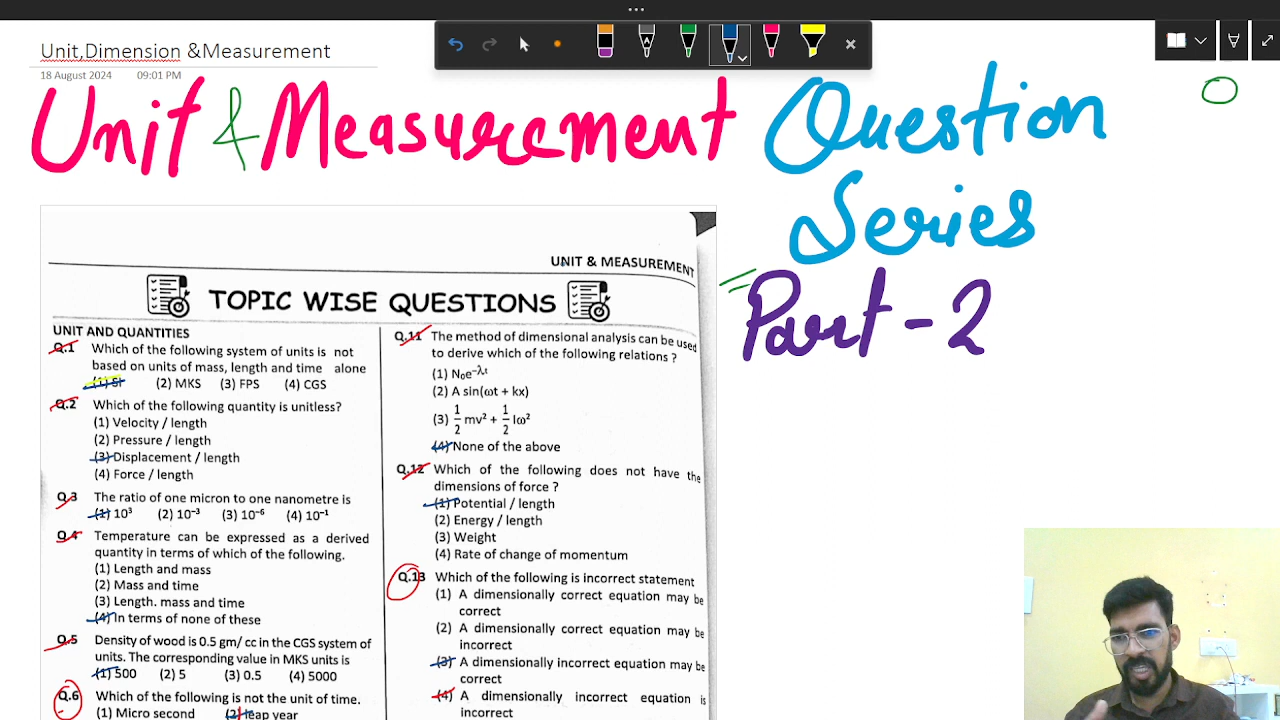 Unit,Dimension &Measurement
18 August 2024 09:01 PM
Unit & Measurement Question
Series
Part-2
UNIT & MEASUREMENT
TOPIC WISE QUESTIONS
UNIT AND QUANTITIES
Q.1 Which of the following system of units is not
based on units of mass, length and time alone
(1) SI (2) MKS (3) FPS (4) CGS
Q.2 Which of the following quantity is unitless?
(1) Velocity / length
(2) Pressure / length
(3) Displacement / length
(4) Force / length
Q.3 The ratio of one micron to one nanometre is
(1) 10³ (2) 10⁻³ (3) 10⁻⁶ (4) 10⁻¹
Q.4 Temperature can be expressed as a derived
quantity in terms of which of the following.
(1) Length and mass
(2) Mass and time
(3) Length. mass and time
(4) In terms of none of these
Q.5 Density of wood is 0.5 gm/ cc in the CGS system of
units. The corresponding value in MKS units is
(1) 500 (2) 5 (3) 0.5 (4) 5000
Q.6 Which of the following is not the unit of time.
(1) Micro second (2) leap year
Q.11 The method of dimensional analysis can be used
to derive which of the following relations ?
(1) N₀e⁻λt
(2) A sin(ωt + kx)
(3) 1/2 mv² + 1/2 Iω²
(4) None of the above
Q.12 Which of the following does not have the
dimensions of force ?
(1) Potential / length
(2) Energy / length
(3) Weight
(4) Rate of change of momentum
Q.13 Which of the following is incorrect statement
(1) A dimensionally correct equation may be
correct
(2) A dimensionally correct equation may be
incorrect
(3) A dimensionally incorrect equation may be
correct
(4) A dimensionally incorrect equation is
incorrect